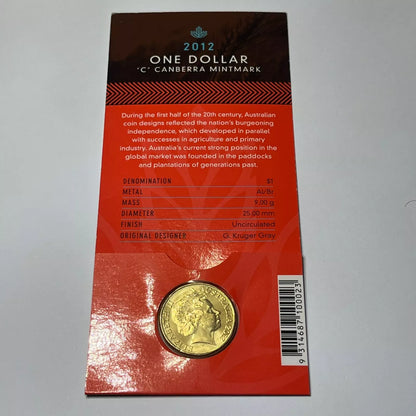 2012
ONE DOLLAR
'C' CANBERRA MINTMARK
During the first half of the 20th century, Australian
coin designs reflected the nation's burgeoning
independence, which developed in parallel
with successes in agriculture and primary
industry. Australia's current strong position in the
global market was founded in the paddocks
and plantations of generations past.
DENOMINATION $1
METAL Al/Br
MASS 9.00 g
DIAMETER 25.00 mm
FINISH Uncirculated
ORIGINAL DESIGNER G. Kruger Gray
9 314687 100023